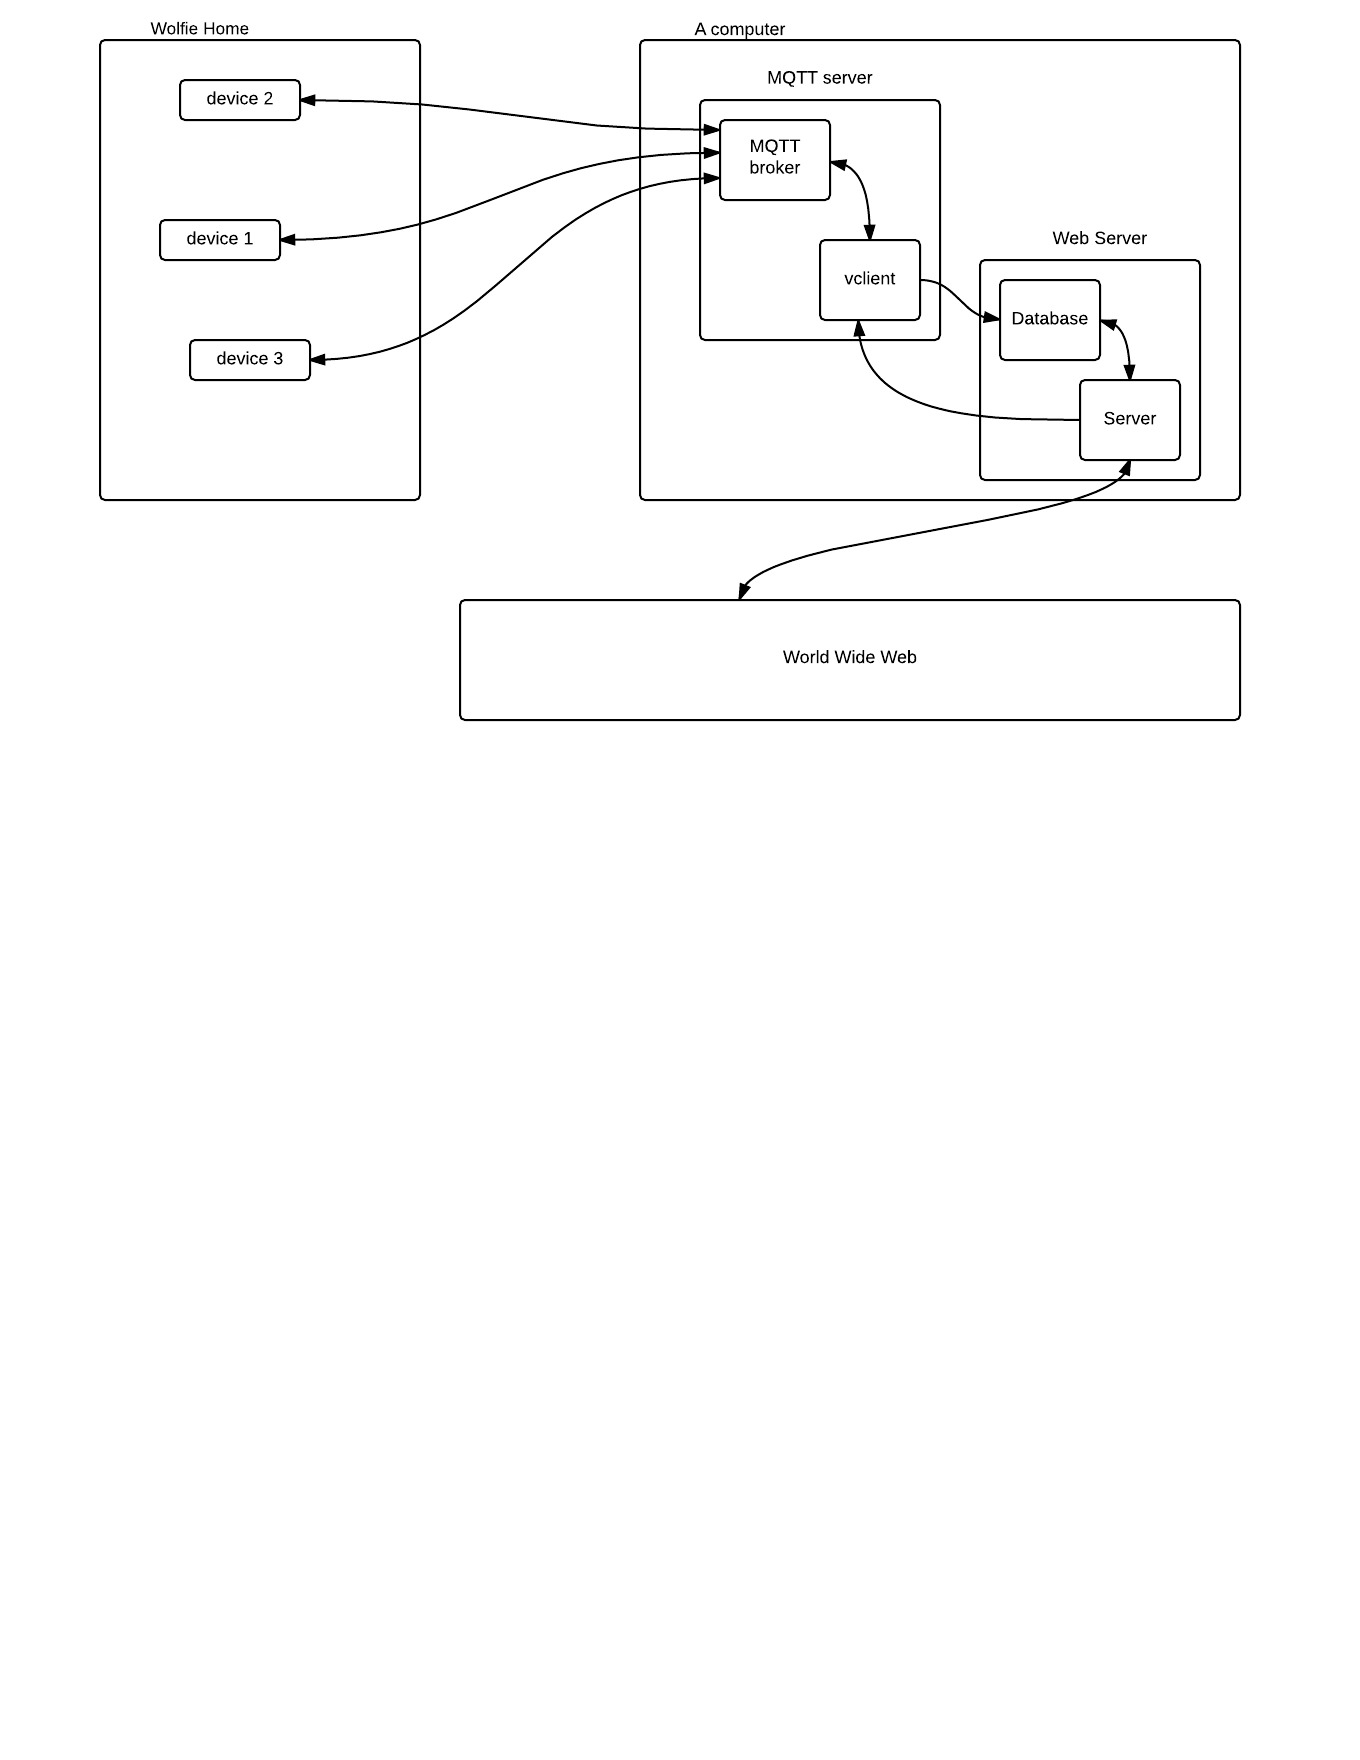 Wolfie Home
A computer
MQTT server
device 2
MQTT
broker
device 1
Web Server
vclient
Database
device 3
Server
World Wide Web